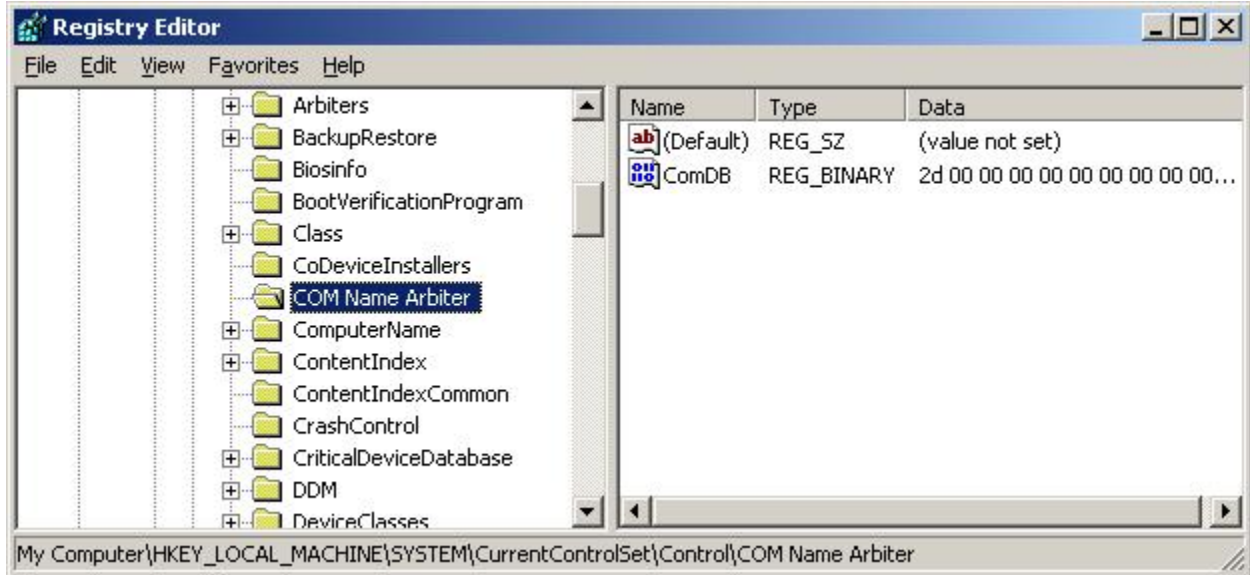 Registry Editor
File Edit View Favorites Help
Arbiters
BackupRestore
Biosinfo
BootVerificationProgram
Class
CoDeviceInstallers
COM Name Arbiter
ComputerName
ContentIndex
ContentIndexCommon
CrashControl
CriticalDeviceDatabase
DDM
DeviceClasses
Name Type Data
(Default) REG_SZ (value not set)
ComDB REG_BINARY 2d 00 00 00 00 00 00 00 00 00...
My Computer\HKEY_LOCAL_MACHINE\SYSTEM\CurrentControlSet\Control\COM Name Arbiter